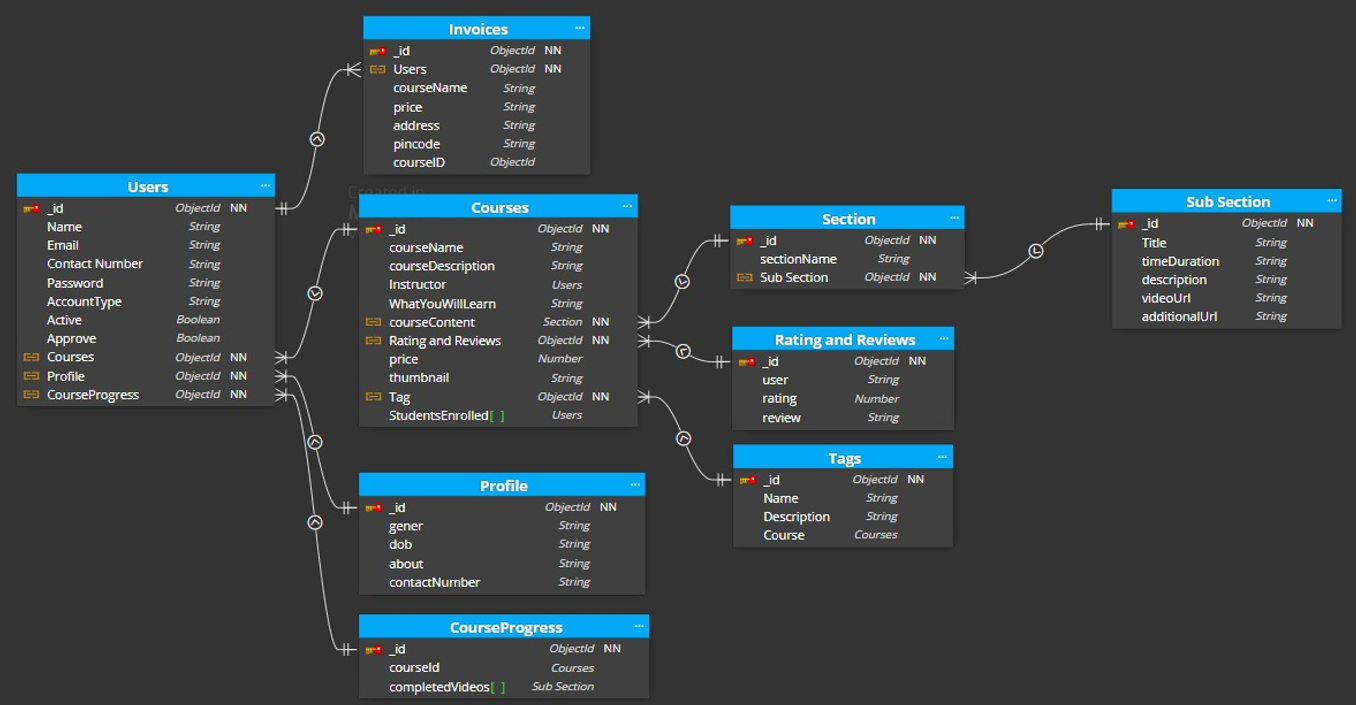 Invoices ...
_id ObjectId NN
Users ObjectId NN
courseName String
price String
address String
pincode String
courseID ObjectId
Users ...
_id ObjectId NN
Name String
Email String
Contact Number String
Password String
AccountType String
Active Boolean
Approve Boolean
Courses ObjectId NN
Profile ObjectId NN
CourseProgress ObjectId NN
Created in
Courses ...
_id ObjectId NN
courseName String
courseDescription String
Instructor Users
WhatYouWillLearn String
courseContent Section NN
Rating and Reviews ObjectId NN
price Number
thumbnail String
Tag ObjectId NN
StudentsEnrolled[ ] Users
Profile ...
_id ObjectId NN
gener String
dob String
about String
contactNumber String
CourseProgress ...
_id ObjectId NN
courseId Courses
completedVideos[ ] Sub Section
Section ...
_id ObjectId NN
sectionName String
Sub Section ObjectId NN
Rating and Reviews ...
_id ObjectId NN
user String
rating Number
review String
Tags ...
_id ObjectId NN
Name String
Description String
Course Courses
Sub Section ...
_id ObjectId NN
Title String
timeDuration String
description String
videoUrl String
additionalUrl String